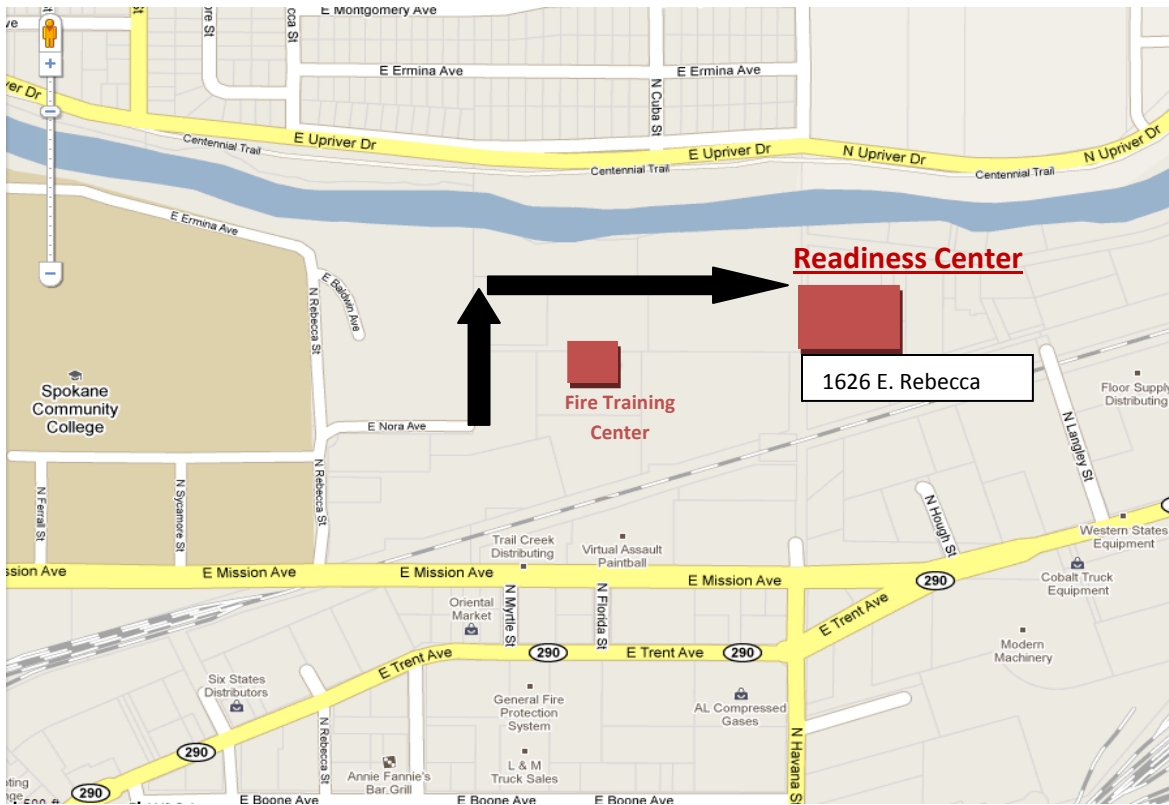 E Montgomery Ave
E Ermina Ave
E Ermina Ave
N Cuba St
E Upriver Dr
Centennial Trail
E Upriver Dr
Centennial Trail
N Upriver Dr
Centennial Trail
N Upriver Dr
E Ermina Ave
E Baldwin Ave
N Rebecca St
Readiness Center
1626 E. Rebecca
Fire Training
Center
Spokane
Community
College
E Nora Ave
N Rebecca St
N Ferrall St
N Sycamore St
Floor Supply
Distributing
N Langley St
N Hough St
Western States
Equipment
Trail Creek
Distributing
Virtual Assault
Paintball
ssion Ave
E Mission Ave
E Mission Ave
E Mission Ave
290
Cobalt Truck
Equipment
Oriental
Market
N Myrtle St
N Florida St
E Trent Ave
E Trent Ave
290
E Trent Ave
290
Modern
Machinery
Six States
Distributors
General Fire
Protection
System
AL Compressed
Gases
N Rebecca St
N Havana St
290
Annie Fannie's
Bar Grill
L & M
Truck Sales
290
E Boone Ave
E Boone Ave
E Boone Ave